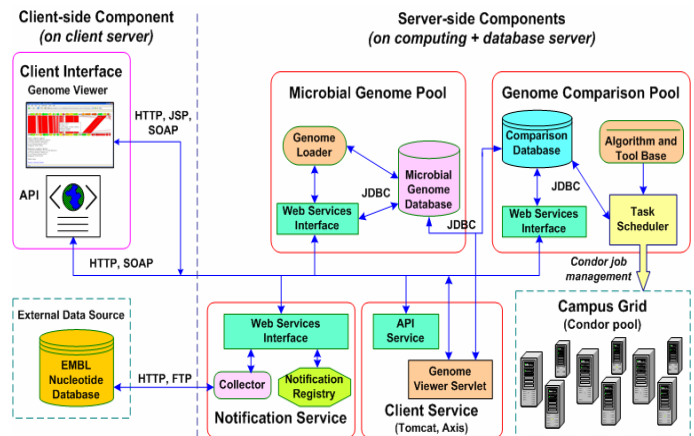 Client-side Component
(on client server)
Server-side Components
(on computing + database server)
Client Interface
Genome Viewer
HTTP, JSP,
SOAP
API
HTTP, SOAP
Microbial Genome Pool
Genome
Loader
Microbial
Genome
Database
JDBC
Web Services
Interface
JDBC
Genome Comparison Pool
Comparison
Database
Algorithm and
Tool Base
JDBC
Web Services
Interface
Task
Scheduler
Condor job
management
External Data Source
EMBL
Nucleotide
Database
HTTP, FTP
Web Services
Interface
Collector
Notification
Registry
Notification Service
API
Service
Genome
Viewer Servlet
Client Service
(Tomcat, Axis)
Campus Grid
(Condor pool)